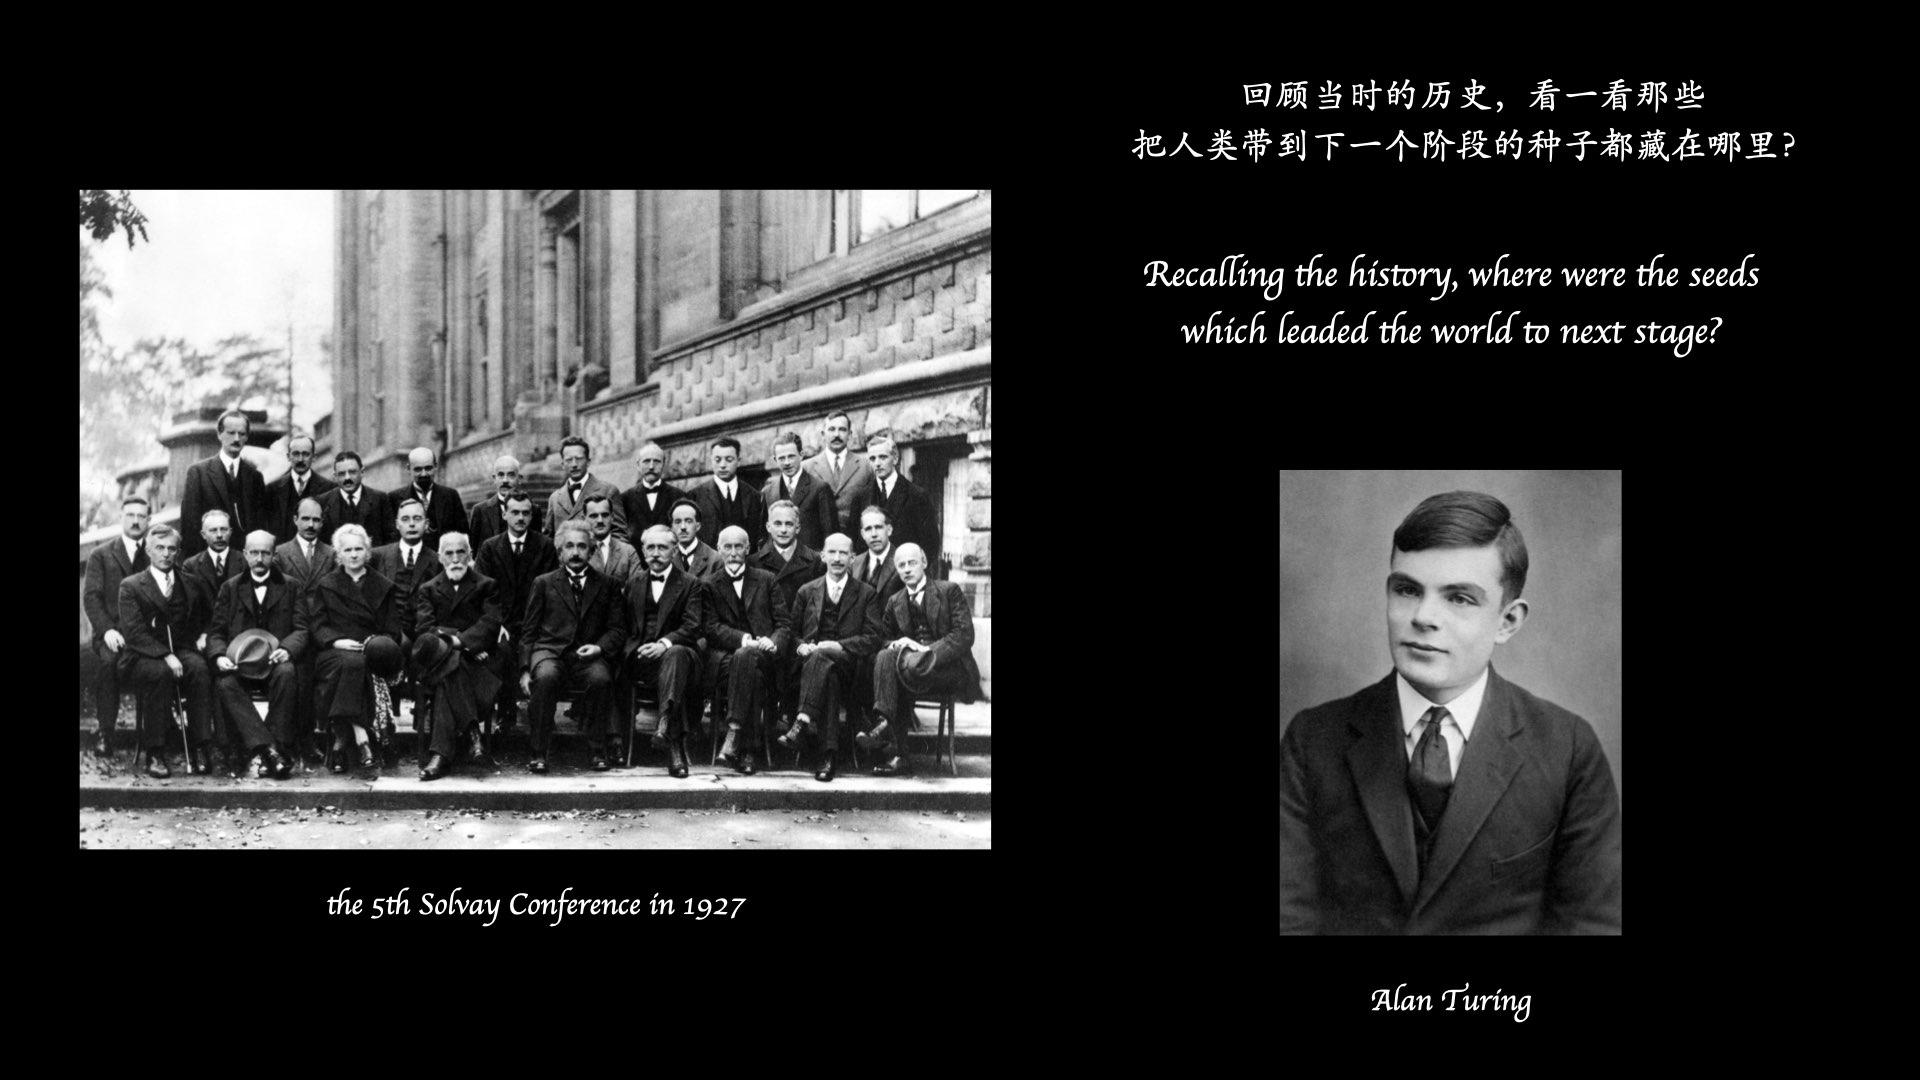 回顾当时的历史，看一看那些
把人类带到下一个阶段的种子都藏在哪里？
Recalling the history, where were the seeds
which leaded the world to next stage?
the 5th Solvay Conference in 1927
Alan Turing